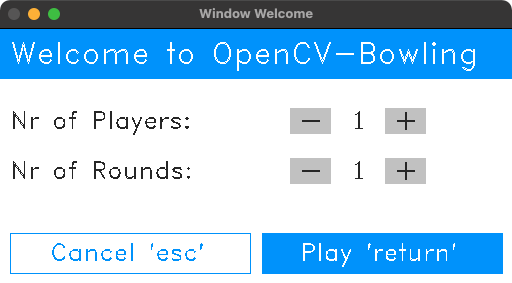 Window Welcome
Welcome to OpenCV-Bowling
Nr of Players: − 1 +
Nr of Rounds: − 1 +
Cancel 'esc' Play 'return'